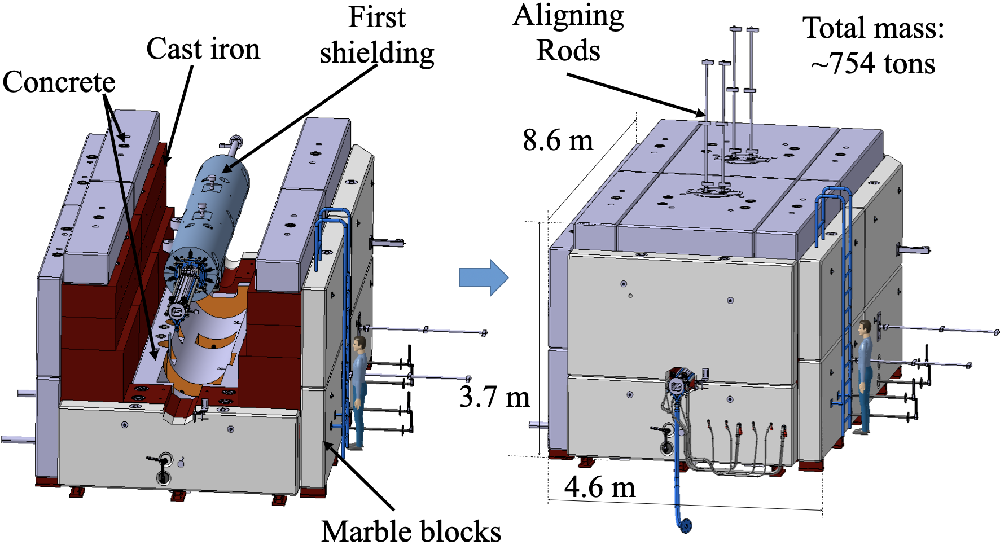 First
shielding
Cast iron
Concrete
Aligning
Rods
Total mass:
~754 tons
8.6 m
3.7 m
4.6 m
Marble blocks